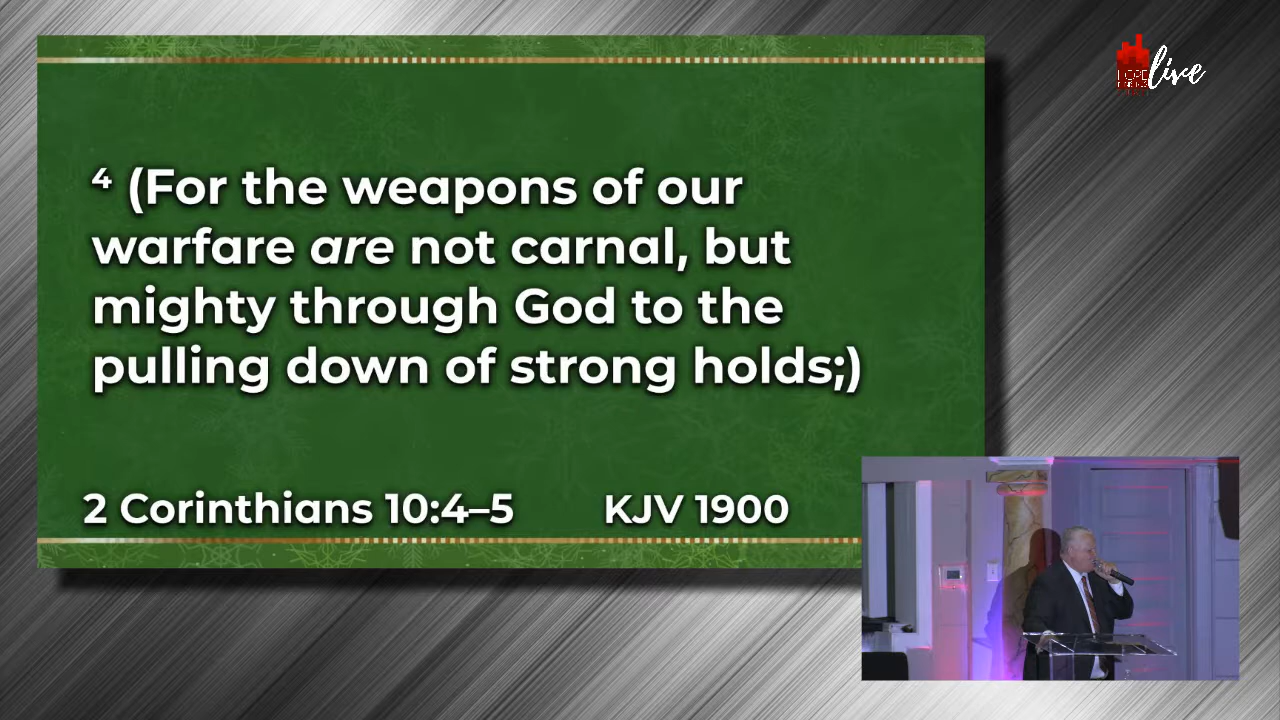 ⁴ (For the weapons of our
warfare are not carnal, but
mighty through God to the
pulling down of strong holds;)
2 Corinthians 10:4–5 KJV 1900
live